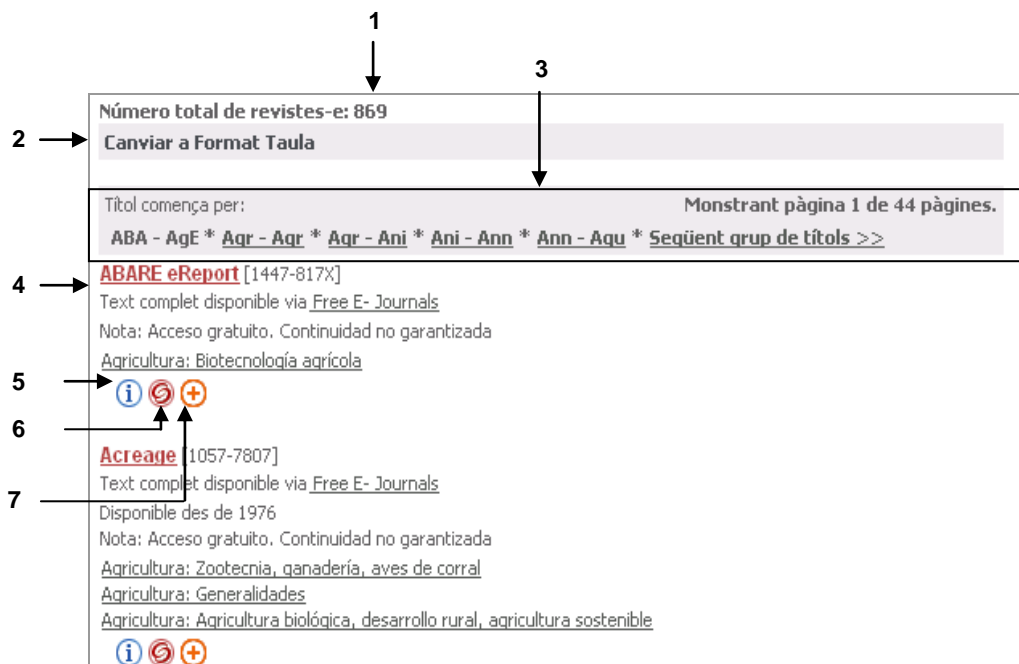 1
3
Número total de revistes-e: 869
2
Canviar a Format Taula
Títol comença per: Monstrant pàgina 1 de 44 pàgines.
ABA - AgE * Agr - Agr * Agr - Ani * Ani - Ann * Ann - Aqu * Següent grup de títols >>
4
ABARE eReport [1447-817X]
Text complet disponible via Free E- Journals
Nota: Acceso gratuito. Continuidad no garantizada
Agricultura: Biotecnología agrícola
5
6
Acreage [1057-7807]
Text complet disponible via Free E- Journals
7
Disponible des de 1976
Nota: Acceso gratuito. Continuidad no garantizada
Agricultura: Zootecnia, ganadería, aves de corral
Agricultura: Generalidades
Agricultura: Agricultura biológica, desarrollo rural, agricultura sostenible